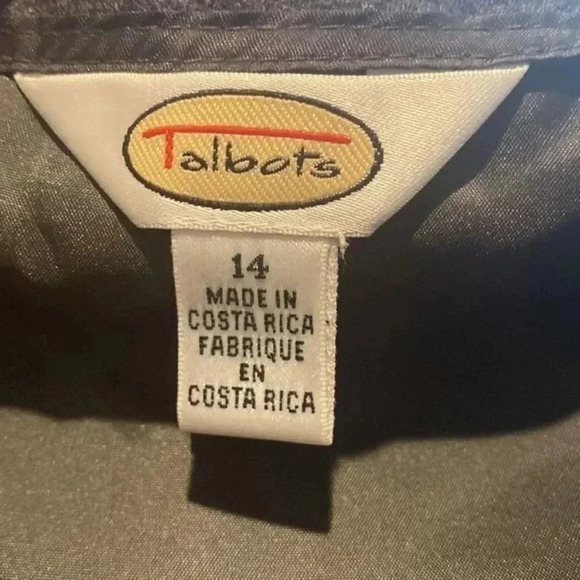 Talbots
14
MADE IN
COSTA RICA
FABRIQUE
EN
COSTA RICA